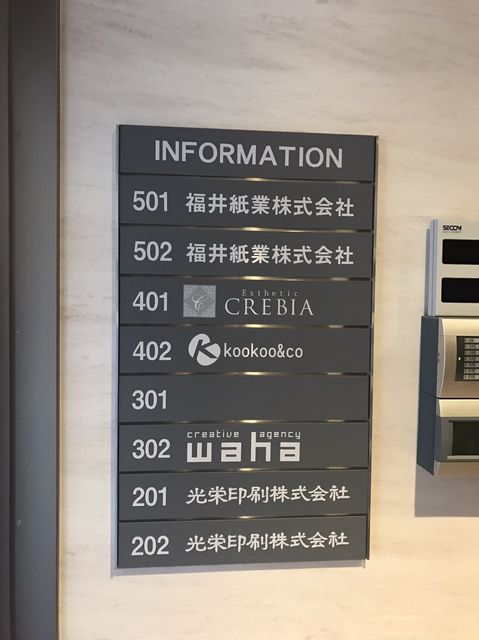 INFORMATION
501 福井紙業株式会社
502 福井紙業株式会社
401 Esthetic
CREBIA
402 kookoo&co
301
302 creative agency
waha
201 光栄印刷株式会社
202 光栄印刷株式会社
SECOM